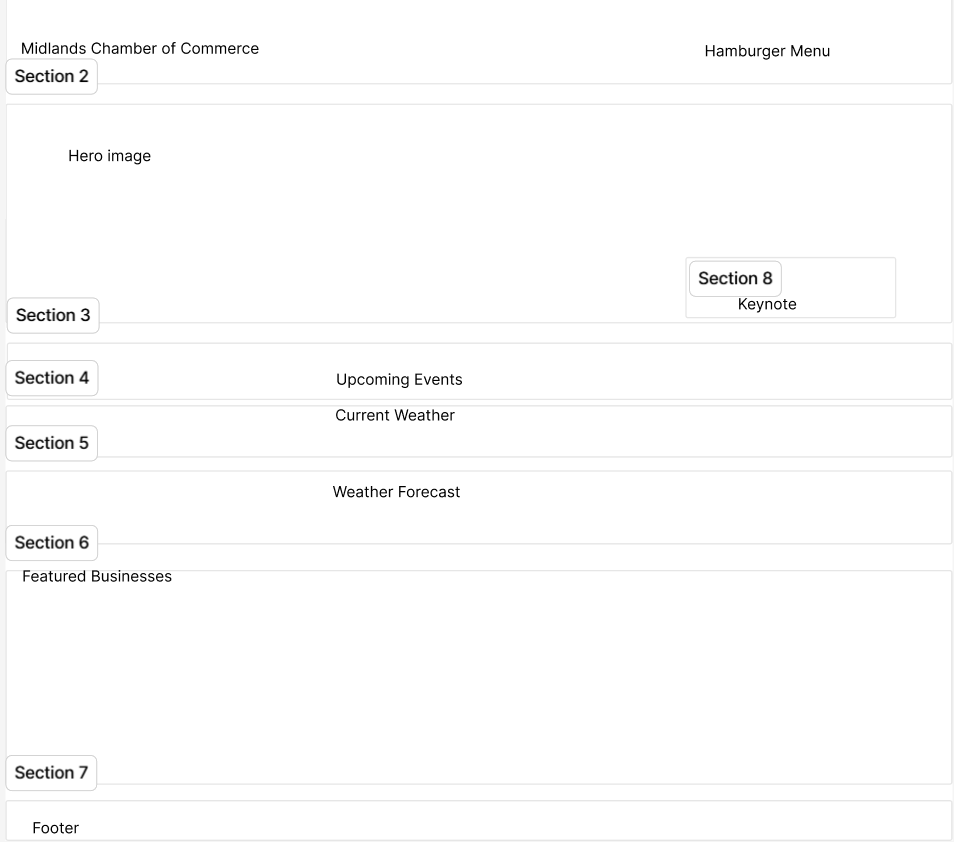 Midlands Chamber of Commerce
Hamburger Menu
Section 2
Hero image
Section 8
Keynote
Section 3
Section 4
Upcoming Events
Current Weather
Section 5
Weather Forecast
Section 6
Featured Businesses
Section 7
Footer